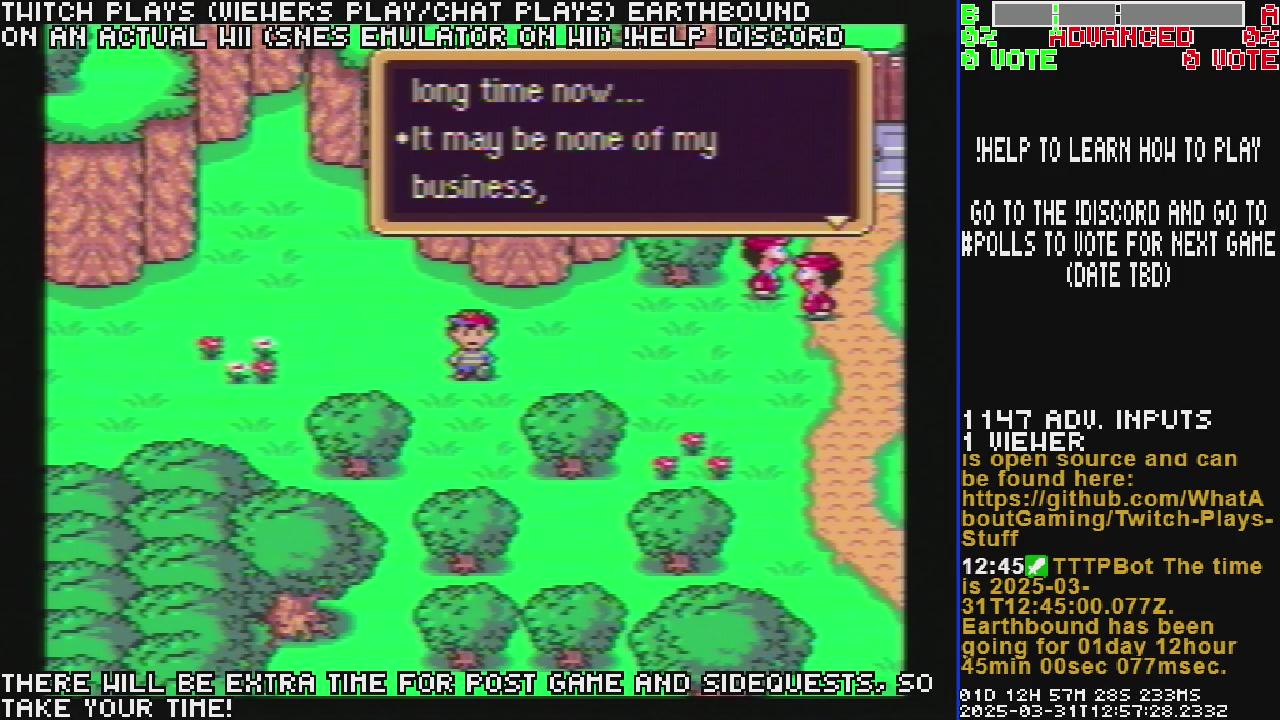 TWITCH PLAYS (VIEWERS PLAY/CHAT PLAYS) EARTHBOUND
ON AN ACTUAL WII (SNES EMULATOR ON WII) !HELP !DISCORD
long time now...
•It may be none of my
business,
THERE WILL BE EXTRA TIME FOR POST GAME AND SIDEQUESTS, SO
TAKE YOUR TIME!
B A
0% ADVANCED 0%
0 VOTE 0 VOTE
!HELP TO LEARN HOW TO PLAY
GO TO THE !DISCORD AND GO TO
#POLLS TO VOTE FOR NEXT GAME
(DATE TBD)
1147 ADV. INPUTS
1 VIEWER
is open source and can
be found here:
https://github.com/WhatA
boutGaming/Twitch-Plays-
Stuff
12:45 TTTPBot The time
is 2025-03-
31T12:45:00.077Z.
Earthbound has been
going for 01day 12hour
45min 00sec 077msec.
01D 12H 57M 28S 233MS
2025-03-31T12:57:28.233Z